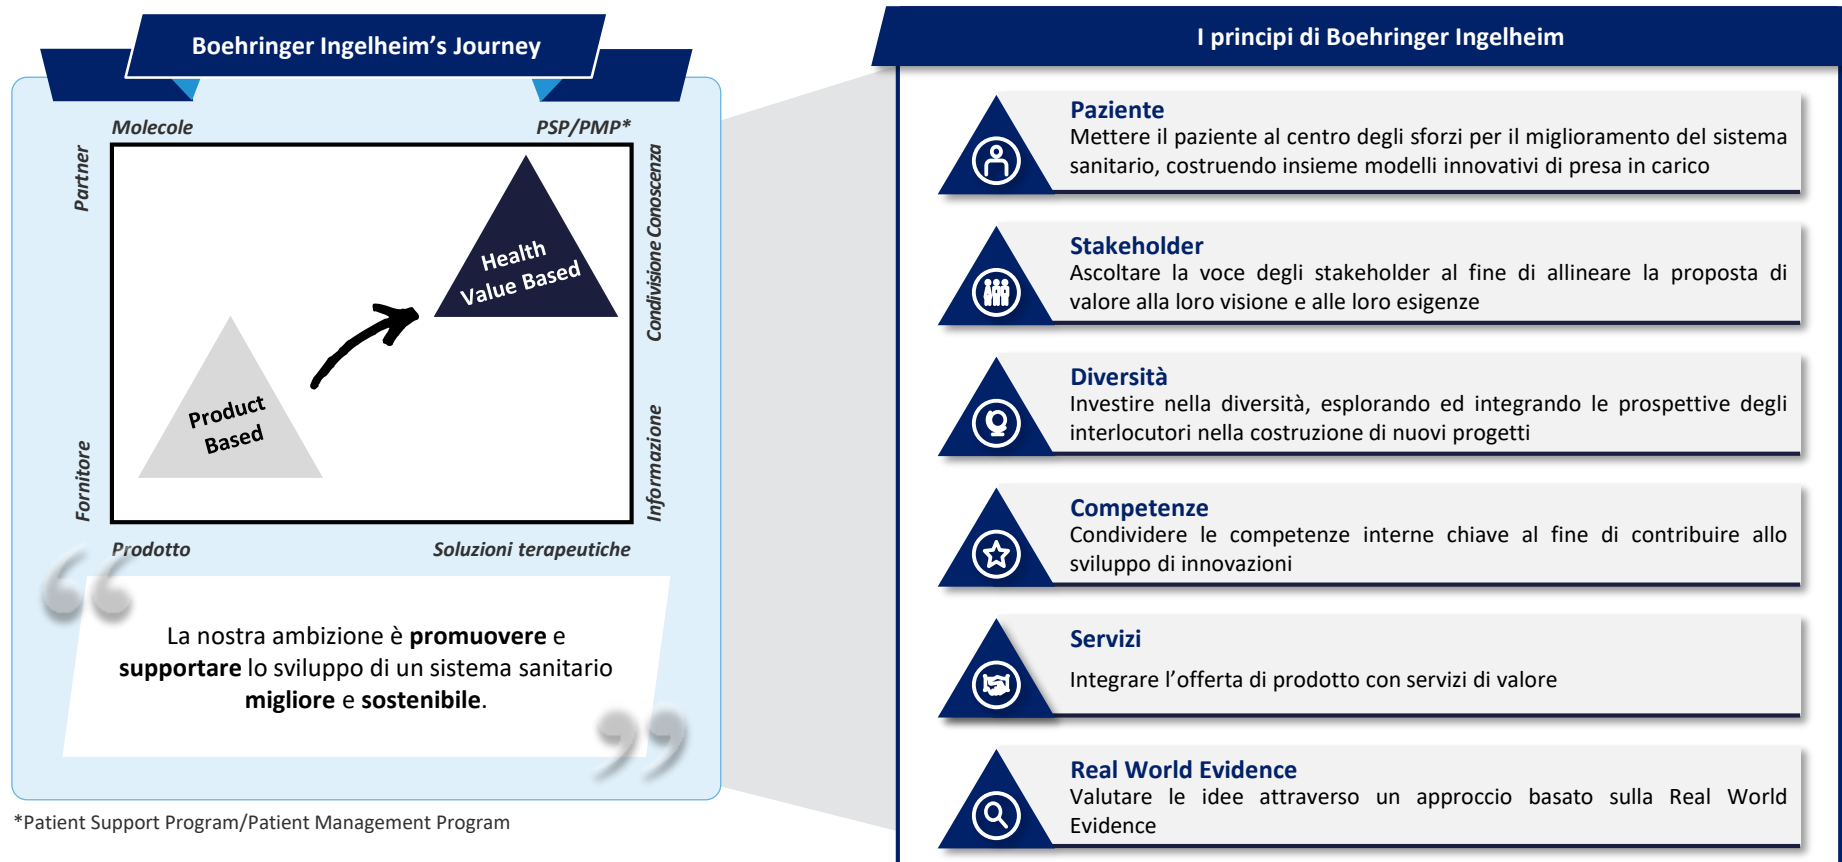 Boehringer Ingelheim’s Journey
Molecole
PSP/PMP*
Partner
Fornitore
Condivisione Conoscenza
Informazione
Health
Value Based
Product
Based
Prodotto
Soluzioni terapeutiche
“
La nostra ambizione è promuovere e
supportare lo sviluppo di un sistema sanitario
migliore e sostenibile.
”
*Patient Support Program/Patient Management Program
I principi di Boehringer Ingelheim
Paziente
Mettere il paziente al centro degli sforzi per il miglioramento del sistema
sanitario, costruendo insieme modelli innovativi di presa in carico
Stakeholder
Ascoltare la voce degli stakeholder al fine di allineare la proposta di
valore alla loro visione e alle loro esigenze
Diversità
Investire nella diversità, esplorando ed integrando le prospettive degli
interlocutori nella costruzione di nuovi progetti
Competenze
Condividere le competenze interne chiave al fine di contribuire allo
sviluppo di innovazioni
Servizi
Integrare l’offerta di prodotto con servizi di valore
Real World Evidence
Valutare le idee attraverso un approccio basato sulla Real World
Evidence